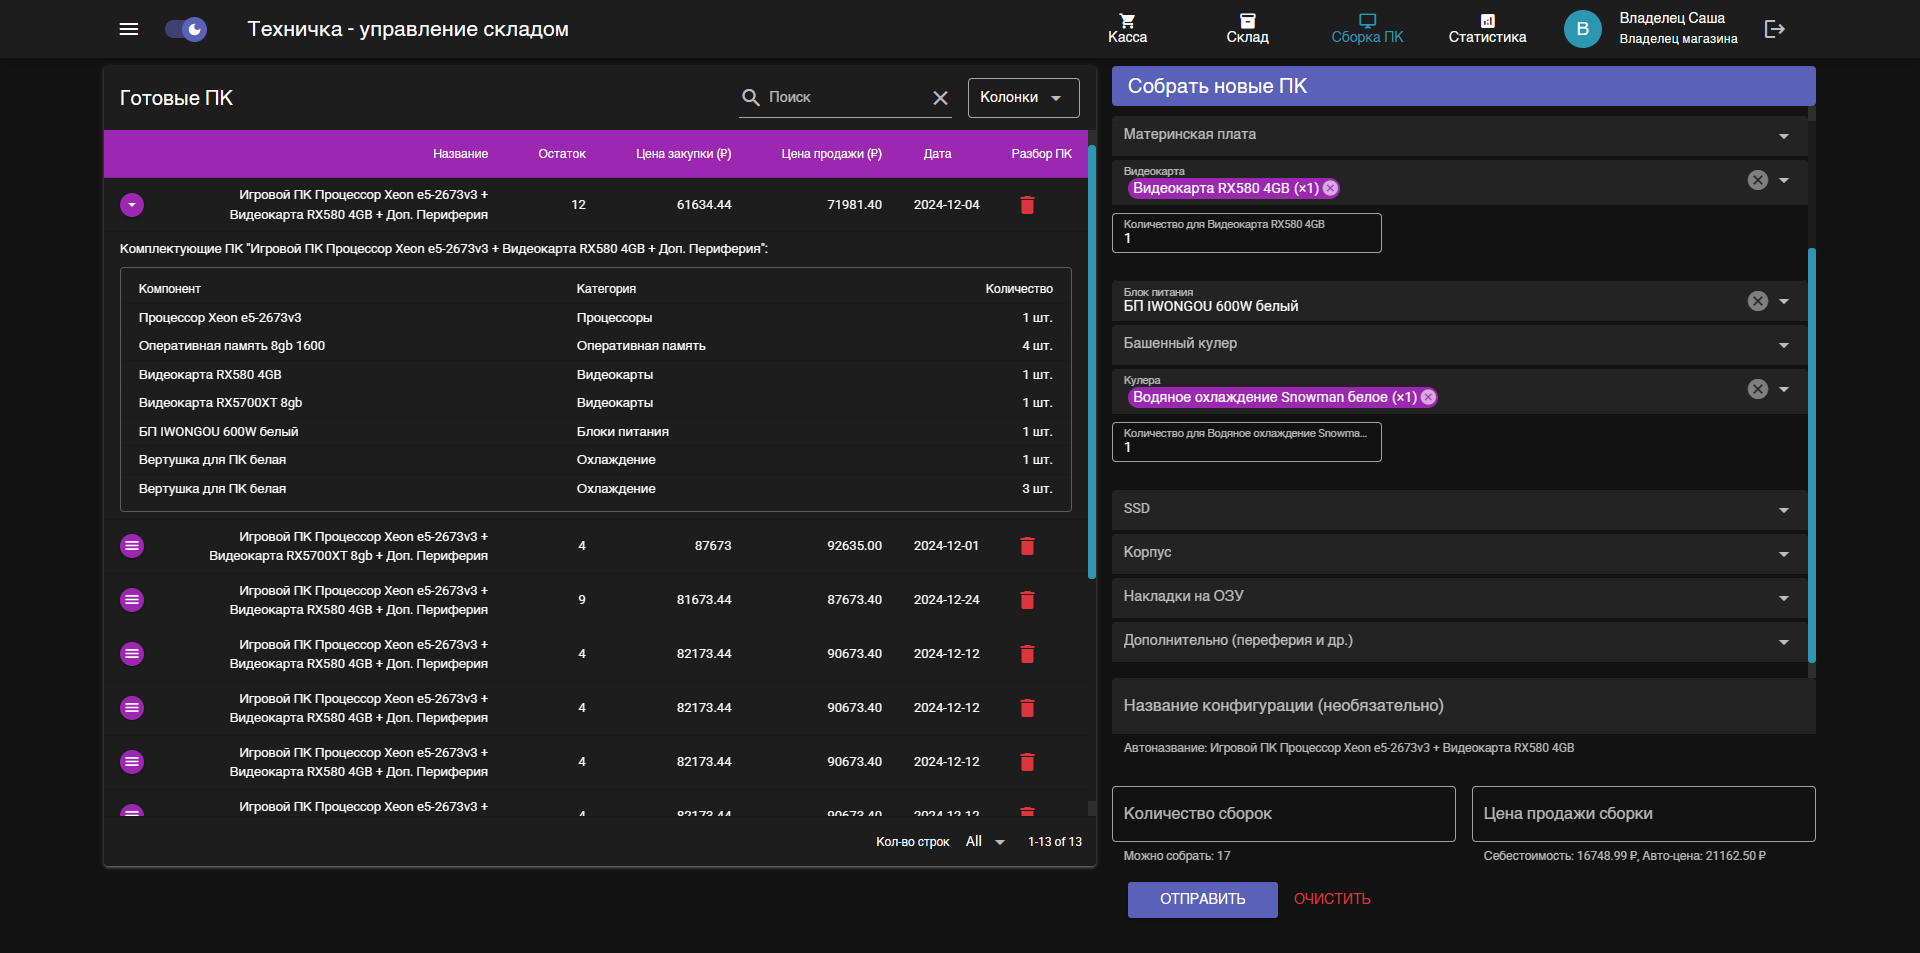 Техничка - управление складом
Касса
Склад
Сборка ПК
Статистика
В
Владелец Саша
Владелец магазина
Готовые ПК
Поиск
Колонки
Название Остаток Цена закупки (₽) Цена продажи (₽) Дата Разбор ПК
Игровой ПК Процессор Xeon e5-2673v3 +
Видеокарта RX580 4GB + Доп. Периферия
12 61634.44 71981.40 2024-12-04
Комплектующие ПК "Игровой ПК Процессор Xeon e5-2673v3 + Видеокарта RX580 4GB + Доп. Периферия":
Компонент Категория Количество
Процессор Xeon e5-2673v3 Процессоры 1 шт.
Оперативная память 8gb 1600 Оперативная память 4 шт.
Видеокарта RX580 4GB Видеокарты 1 шт.
Видеокарта RX5700XT 8gb Видеокарты 1 шт.
БП IWONGOU 600W белый Блоки питания 1 шт.
Вертушка для ПК белая Охлаждение 1 шт.
Вертушка для ПК белая Охлаждение 3 шт.
Игровой ПК Процессор Xeon e5-2673v3 +
Видеокарта RX5700XT 8gb + Доп. Периферия
4 87673 92635.00 2024-12-01
Игровой ПК Процессор Xeon e5-2673v3 +
Видеокарта RX580 4GB + Доп. Периферия
9 81673.44 87673.40 2024-12-24
Игровой ПК Процессор Xeon e5-2673v3 +
Видеокарта RX580 4GB + Доп. Периферия
4 82173.44 90673.40 2024-12-12
Игровой ПК Процессор Xeon e5-2673v3 +
Видеокарта RX580 4GB + Доп. Периферия
4 82173.44 90673.40 2024-12-12
Игровой ПК Процессор Xeon e5-2673v3 +
Видеокарта RX580 4GB + Доп. Периферия
4 82173.44 90673.40 2024-12-12
Игровой ПК Процессор Xeon e5-2673v3 +
4 82173.44 90673.40 2024-12-12
Кол-во строк All 1-13 of 13
Собрать новые ПК
Материнская плата
Видеокарта
Видеокарта RX580 4GB (×1)
Количество для Видеокарта RX580 4GB
1
Блок питания
БП IWONGOU 600W белый
Башенный кулер
Кулера
Водяное охлаждение Snowman белое (×1)
Количество для Водяное охлаждение Snowma...
1
SSD
Корпус
Накладки на ОЗУ
Дополнительно (переферия и др.)
Название конфигурации (необязательно)
Автоназвание: Игровой ПК Процессор Xeon e5-2673v3 + Видеокарта RX580 4GB
Количество сборок
Можно собрать: 17
Цена продажи сборки
Себестоимость: 16748.99 ₽, Авто-цена: 21162.50 ₽
ОТПРАВИТЬ
ОЧИСТИТЬ